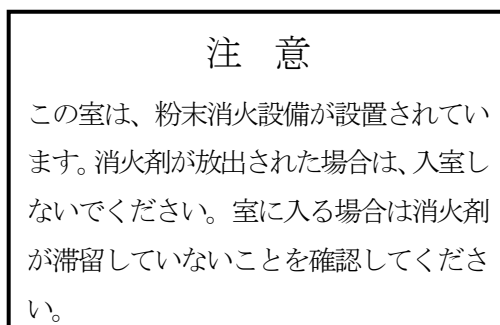 注　意
この室は、粉末消火設備が設置されてい
ます。消火剤が放出された場合は、入室し
ないでください。室に入る場合は消火剤
が滞留していないことを確認してくださ
い。